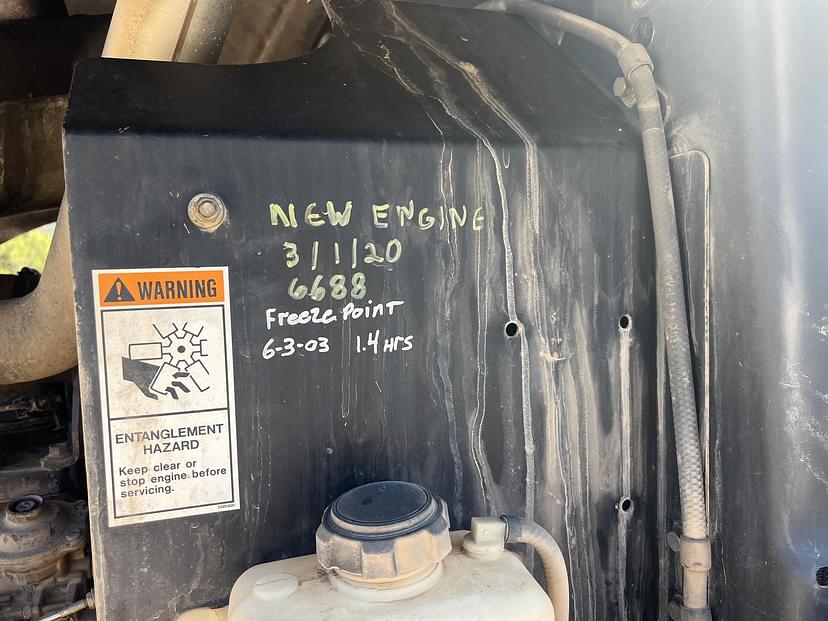 NEW ENGINE
3/1/20
6688
Freeze Point
6-3-03 1.4 Hrs
WARNING
ENTANGLEMENT
HAZARD
Keep clear or
stop engine before
servicing.